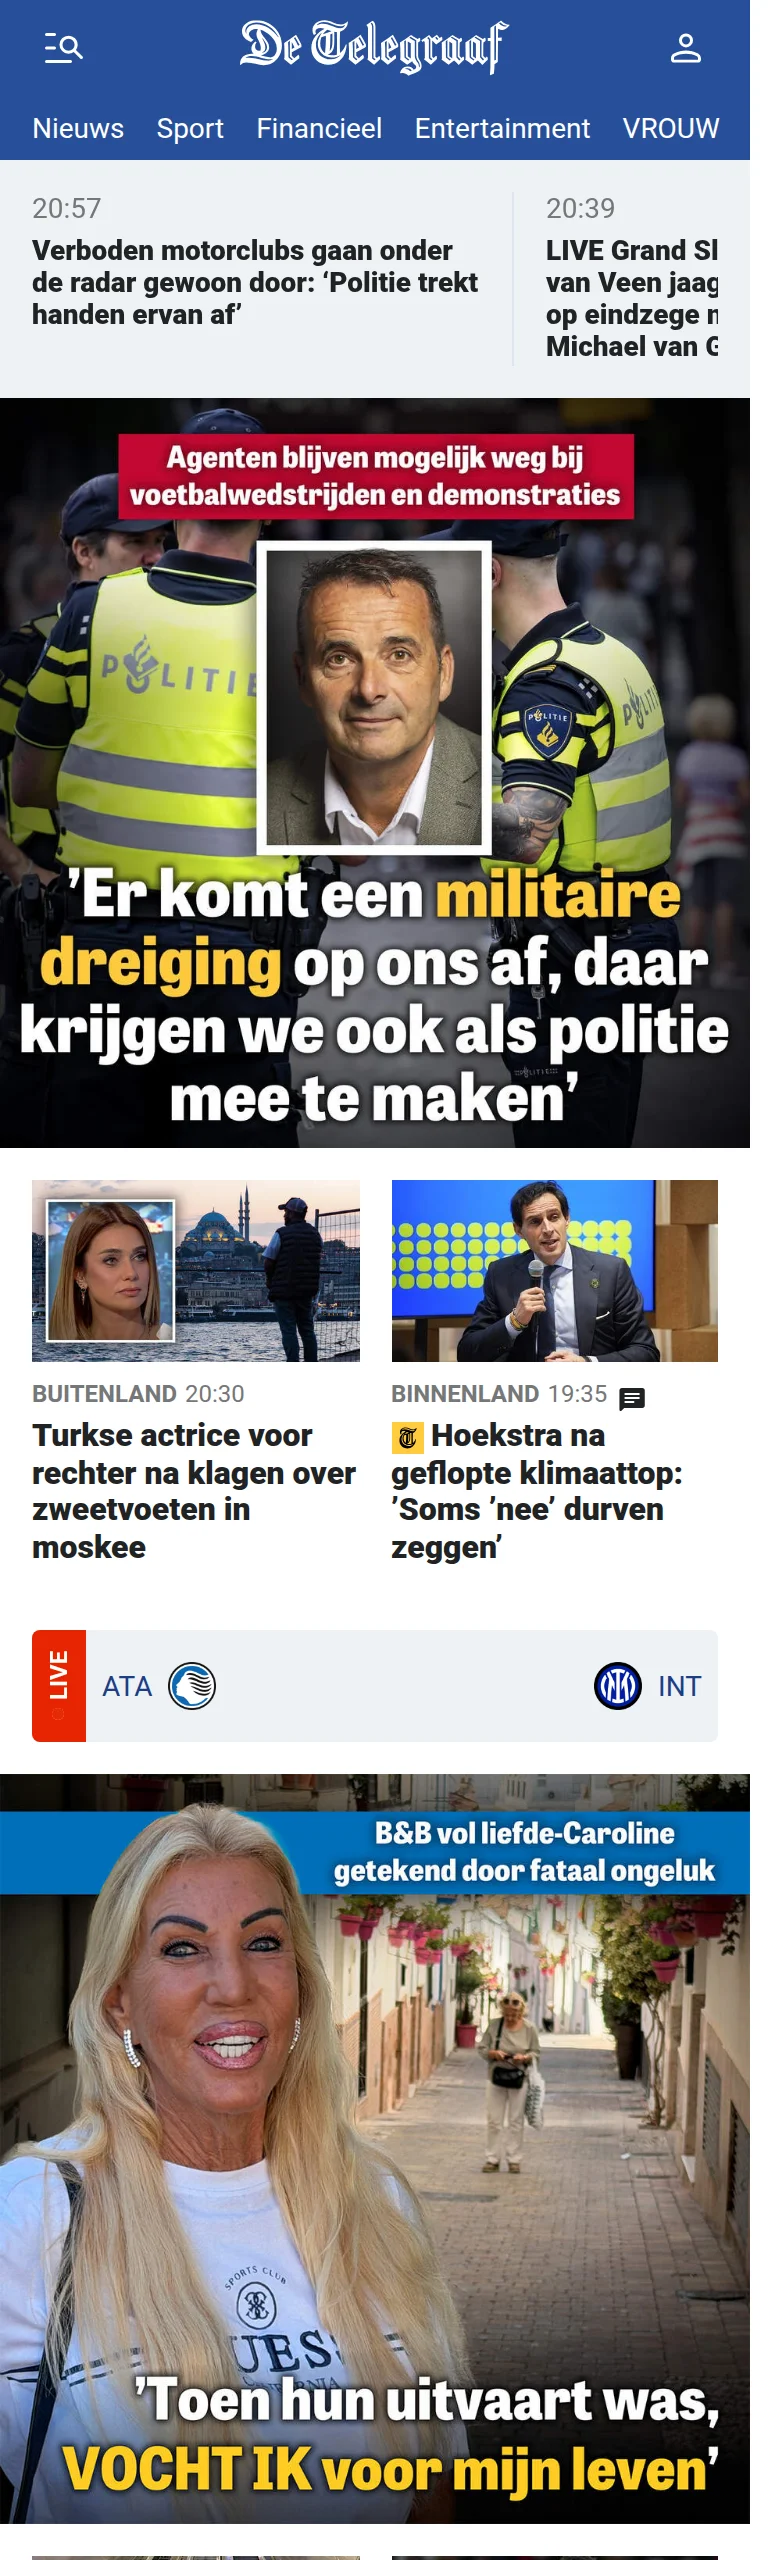 De Telegraaf
Nieuws Sport Financieel Entertainment VROUW
20:57
Verboden motorclubs gaan onder
de radar gewoon door: ‘Politie trekt
handen ervan af’
20:39
LIVE Grand Sl
van Veen jaag
op eindzege n
Michael van G
Agenten blijven mogelijk weg bij
voetbalwedstrijden en demonstraties
POLITIE
POLITIE
POLITIE
’Er komt een militaire
dreiging op ons af, daar
krijgen we ook als politie
mee te maken’
BUITENLAND 20:30
Turkse actrice voor
rechter na klagen over
zweetvoeten in
moskee
BINNENLAND 19:35
T Hoekstra na
geflopte klimaattop:
’Soms ’nee’ durven
zeggen’
LIVE
ATA
INT
B&B vol liefde-Caroline
getekend door fataal ongeluk
SPORTS CLUB
UESS
’Toen hun uitvaart was,
VOCHT IK voor mijn leven’